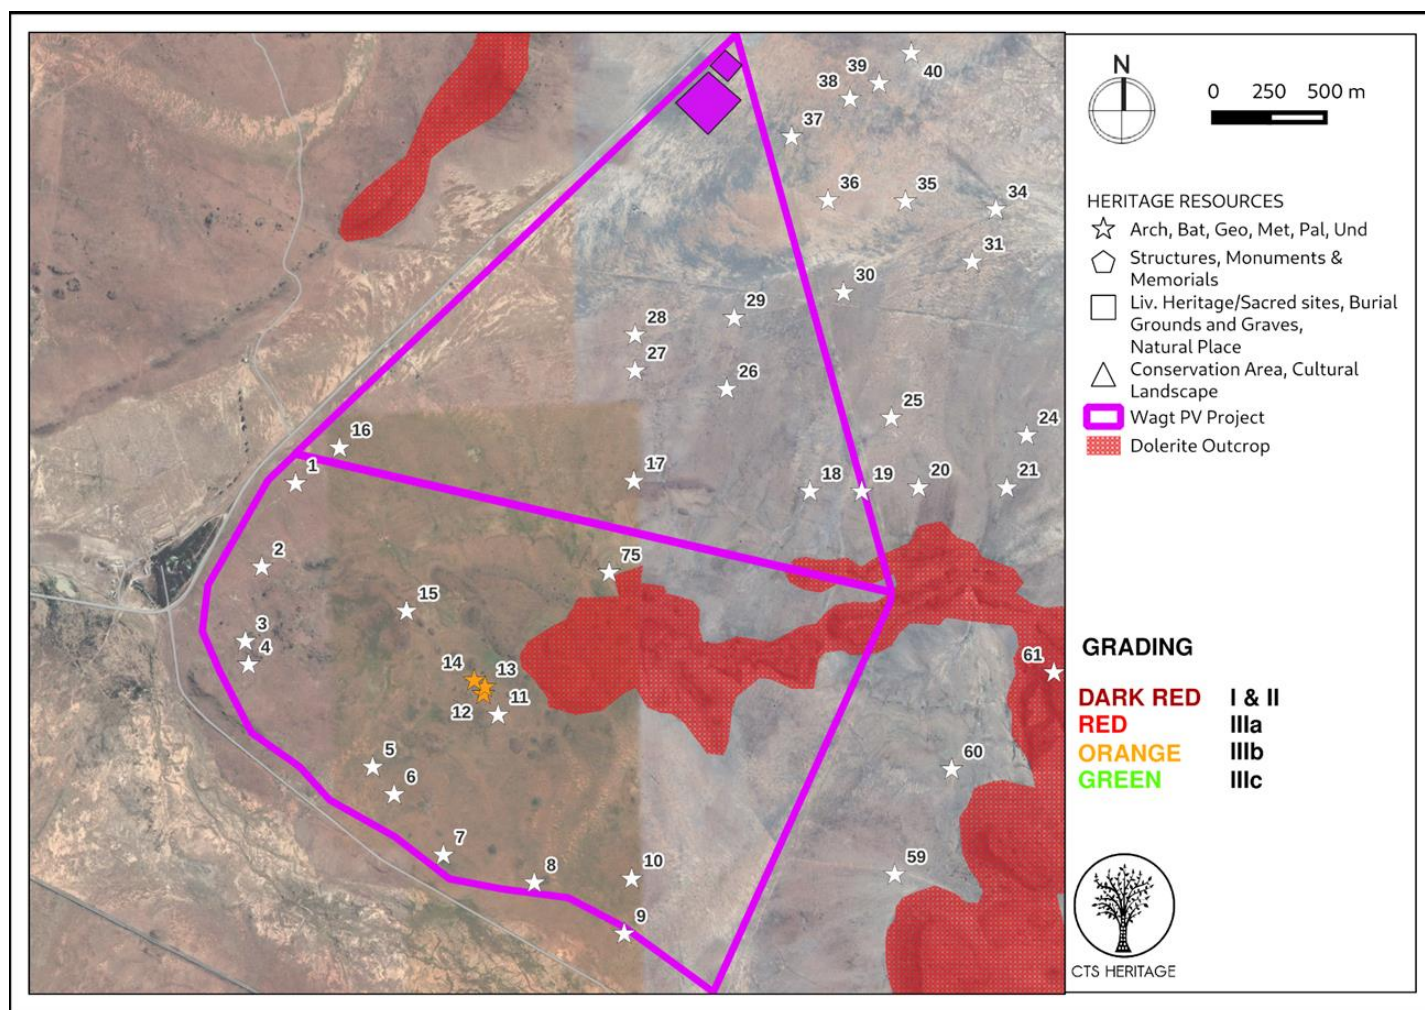 40
39
38
37
36
35
34
31
30
29
28
27
26
25
24
16
1
17
18
19
20
21
2
75
15
3
4
14
13
12
11
61
5
6
60
7
8
10
59
9
N
0 250 500 m
HERITAGE RESOURCES
Arch, Bat, Geo, Met, Pal, Und
Structures, Monuments &
Memorials
Liv. Heritage/Sacred sites, Burial
Grounds and Graves,
Natural Place
Conservation Area, Cultural
Landscape
Wagt PV Project
Dolerite Outcrop
GRADING
DARK RED I & II
RED IIIa
ORANGE IIIb
GREEN IIIc
CTS HERITAGE